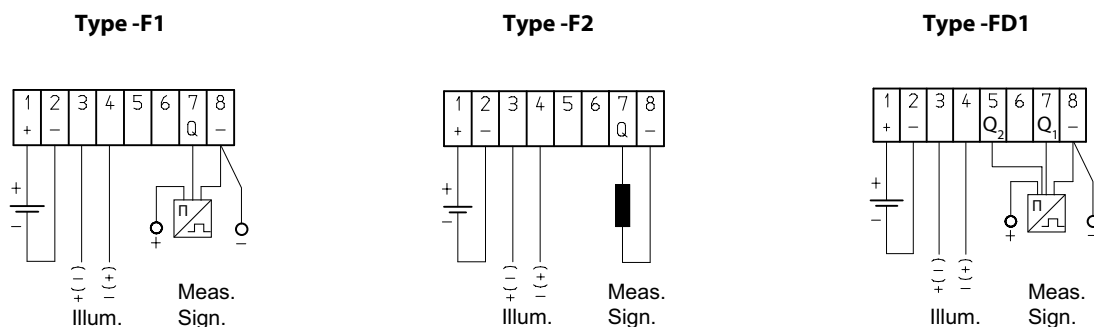 Type -F1
Type -F2
Type -FD1
1 2 3 4 5 6 7 8
+ – Q –
1 2 3 4 5 6 7 8
+ – Q –
1 2 3 4 5 6 7 8
+ – Q2 Q1 –
+
–
+ –
+
–
+
–
+ –
+(–) –(+)
Meas.
Illum. Sign.
+(–) –(+)
Meas.
Illum. Sign.
+(–) –(+)
Meas.
Illum. Sign.